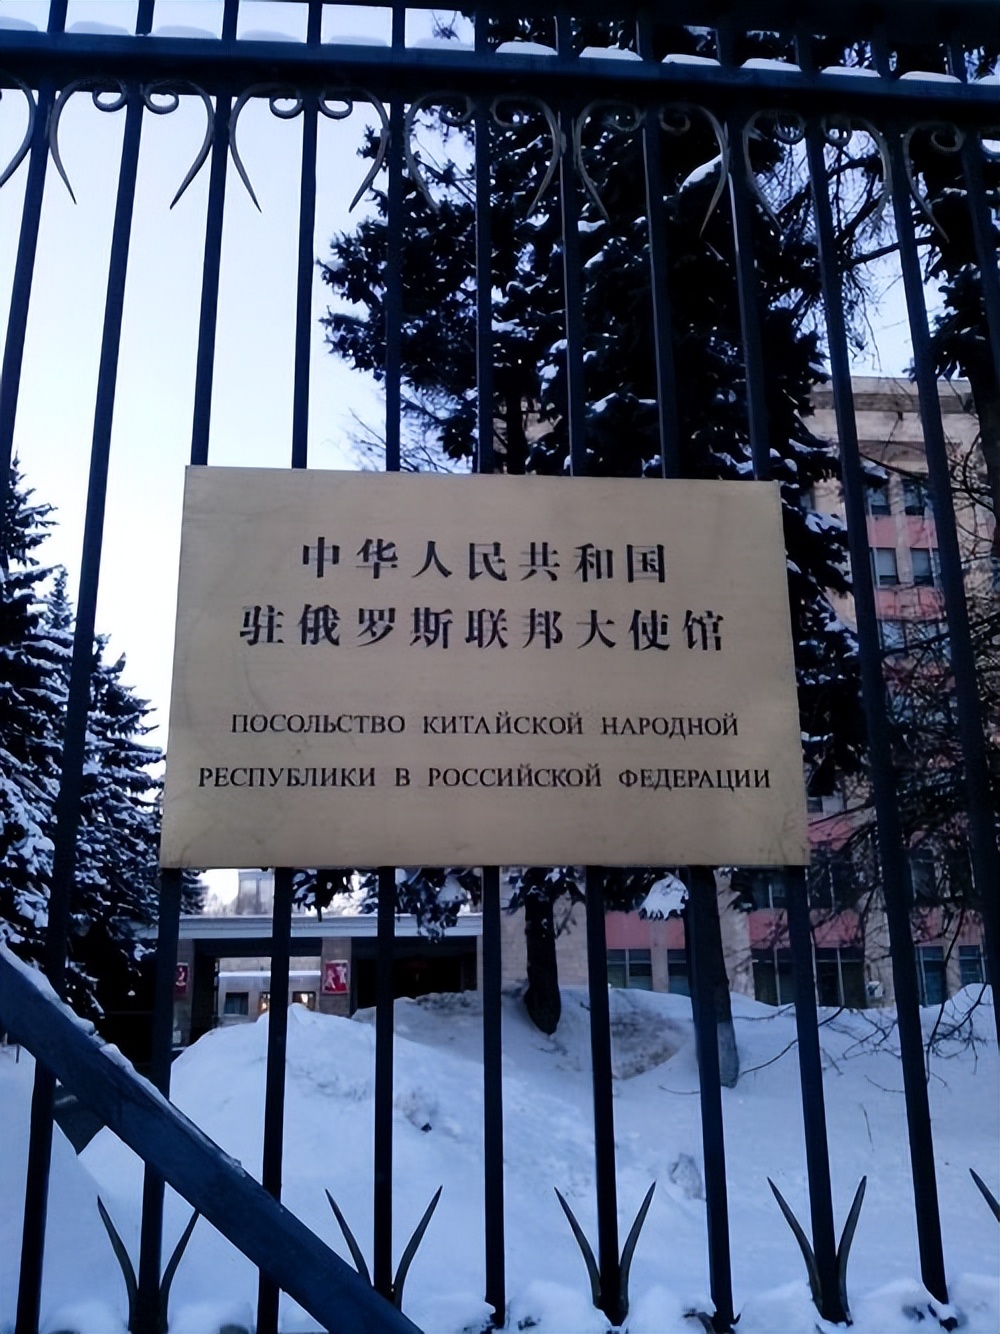 中华人民共和国
驻俄罗斯联邦大使馆
ПОСОЛЬСТВО КИТАЙСКОЙ НАРОДНОЙ
РЕСПУБЛИКИ В РОССИЙСКОЙ ФЕДЕРАЦИИ